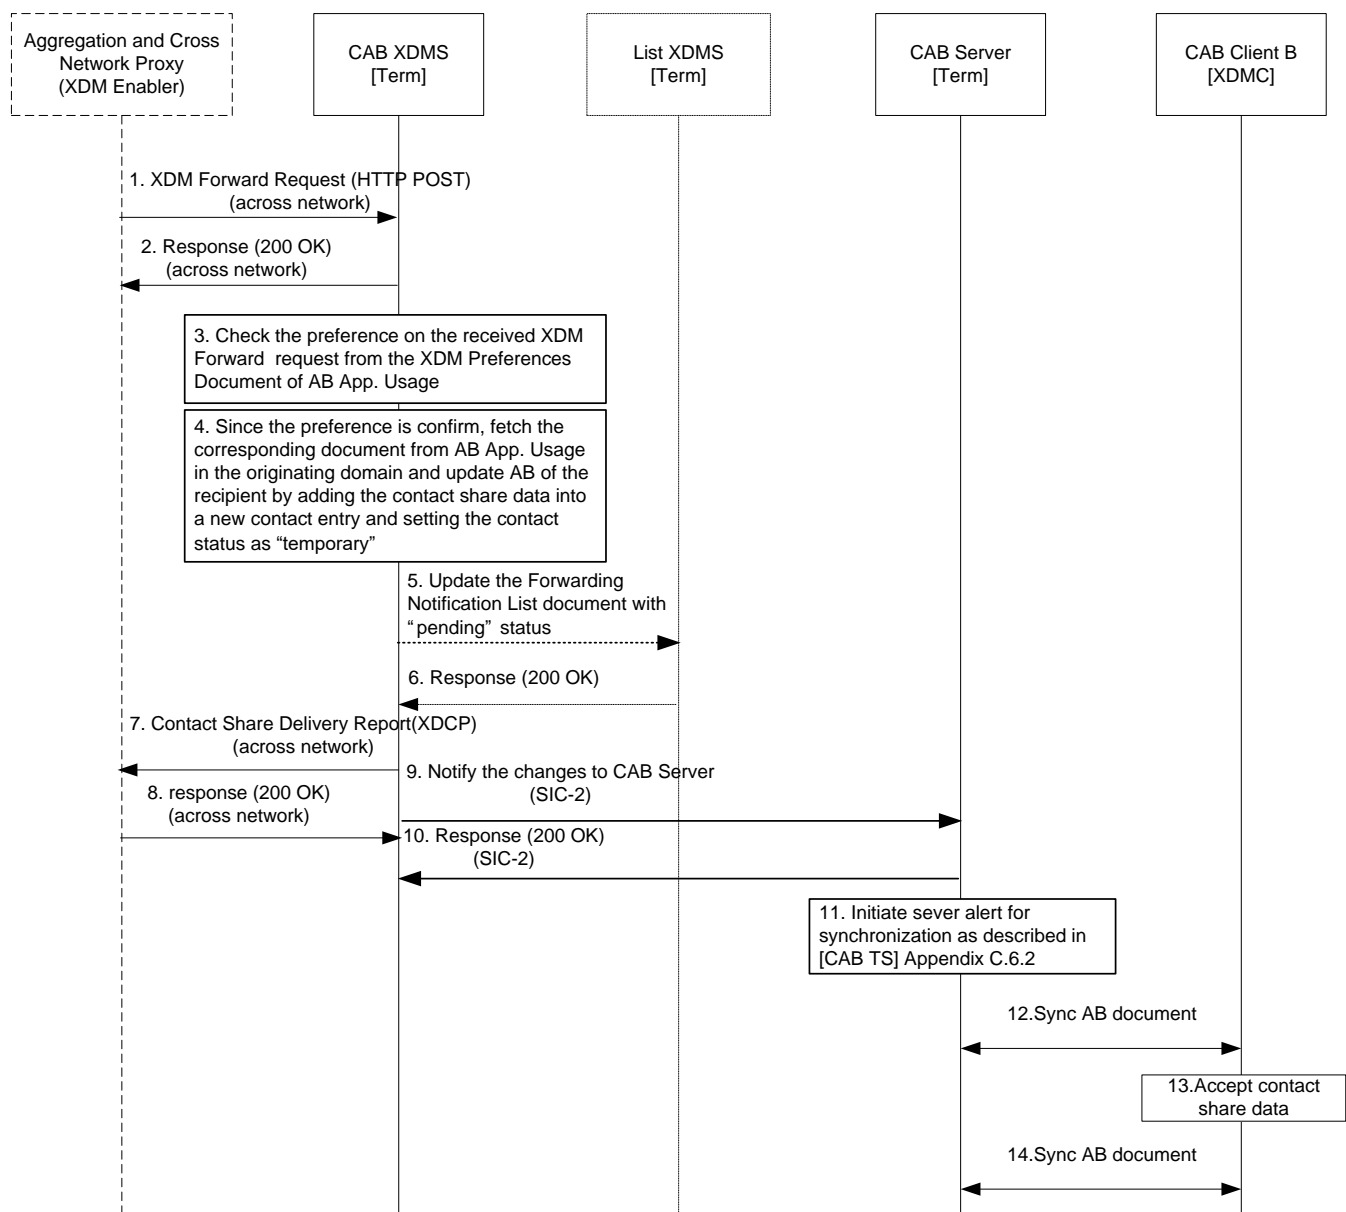 Aggregation and Cross
Network Proxy
(XDM Enabler)
CAB XDMS
[Term]
List XDMS
[Term]
CAB Server
[Term]
CAB Client B
[XDMC]
1. XDM Forward Request (HTTP POST)
(across network)
2. Response (200 OK)
(across network)
3. Check the preference on the received XDM
Forward request from the XDM Preferences
Document of AB App. Usage
4. Since the preference is confirm, fetch the
corresponding document from AB App. Usage
in the originating domain and update AB of the
recipient by adding the contact share data into
a new contact entry and setting the contact
status as “temporary”
5. Update the Forwarding
Notification List document with
“pending” status
6. Response (200 OK)
7. Contact Share Delivery Report(XDCP)
(across network)
8. response (200 OK)
(across network)
9. Notify the changes to CAB Server
(SIC-2)
10. Response (200 OK)
(SIC-2)
11. Initiate sever alert for
synchronization as described in
[CAB TS] Appendix C.6.2
12.Sync AB document
13.Accept contact
share data
14.Sync AB document